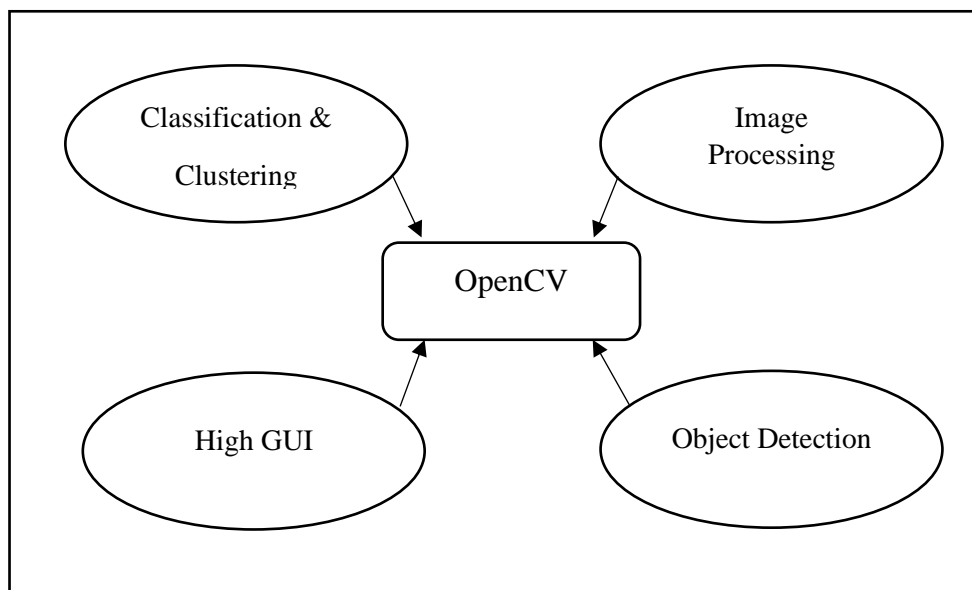 Classification &
Clustering
Image
Processing
OpenCV
High GUI
Object Detection